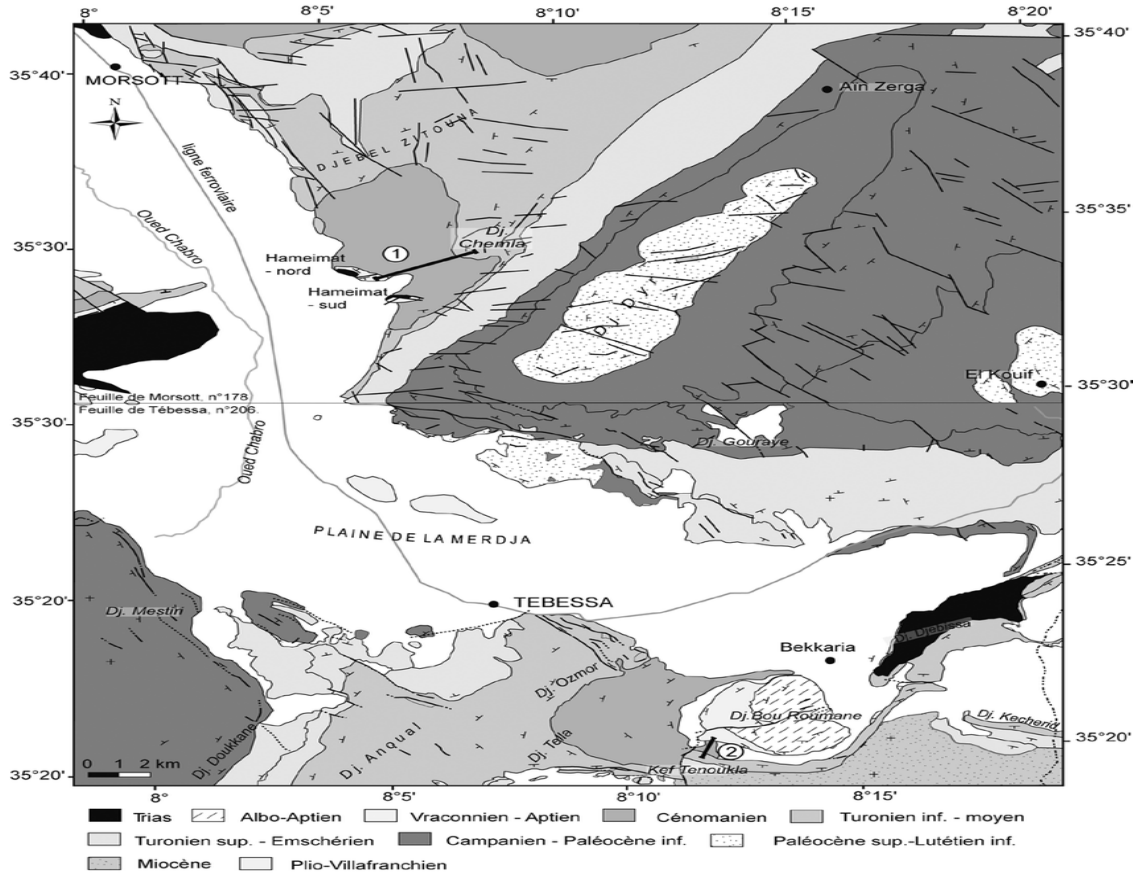 8° 8°5' 8°10' 8°15' 8°20'
35°40'
35°40'
MORSOTT
Aïn Zerga
N
DJEBEL ZITOUNA
ligne ferroviaire
35°35'
Oued Chabro
35°30'
Dj. Chemla
1
Hameimat
- nord
Hameimat
- sud
Dj Dyr
El Kouif
35°30'
Feuille de Morsott, n°178.
Feuille de Tébessa, n°206.
35°30'
Oued Chabro
Dj. Gouraye
PLAINE DE LA MERDJA
35°25'
35°20'
TEBESSA
Dj. Mestiri
Dj. Djebissa
Bekkaria
Dj. Ozmor
Dj. Bou Roumane
Dj. Kecherid
Dj. Doukkane
Dj. Anoual
Dj. Tella
35°20'
2
Kef Tenoukla
35°20'
0 1 2 km
8° 8°5' 8°10' 8°15'
Trias Albo-Aptien Vraconnien - Aptien Cénomanien Turonien inf. - moyen
Turonien sup. - Emschérien Campanien - Paléocène inf. Paléocène sup.-Lutétien inf.
Miocène Plio-Villafranchien